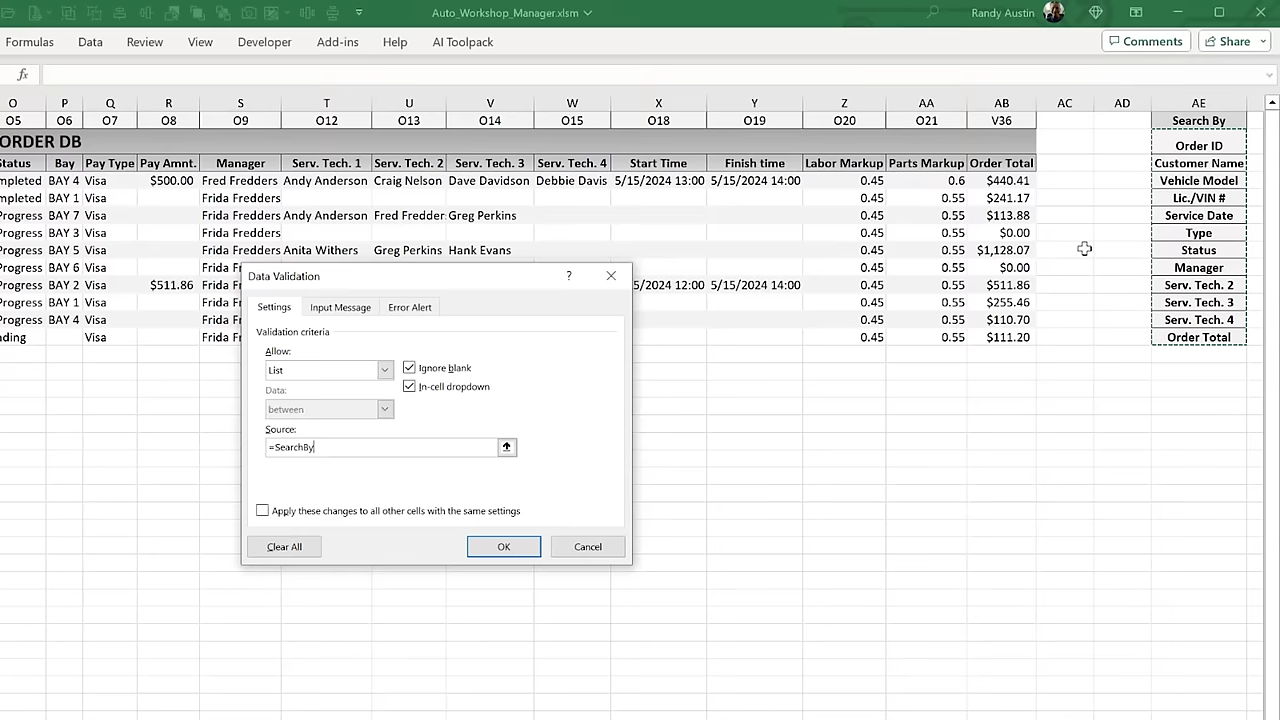 Auto_Workshop_Manager.xlsm
Randy Austin
Formulas Data Review View Developer Add-ins Help AI Toolpack
Comments Share
fx
O P Q R S T U V W X Y Z AA AB AC AD AE
O5 O6 O7 O8 O9 O12 O13 O14 O15 O18 O19 O20 O21 V36 Search By
ORDER DB Order ID
Status Bay Pay Type Pay Amnt. Manager Serv. Tech. 1 Serv. Tech. 2 Serv. Tech. 3 Serv. Tech. 4 Start Time Finish time Labor Markup Parts Markup Order Total Customer Name
mpleted BAY 4 Visa $500.00 Fred Fredders Andy Anderson Craig Nelson Dave Davidson Debbie Davis 5/15/2024 13:00 5/15/2024 14:00 0.45 0.6 $440.41 Vehicle Model
mpleted BAY 1 Visa Frida Fredders 0.45 0.55 $241.17 Lic./VIN #
Progress BAY 7 Visa Frida Fredders Andy Anderson Fred Fredder Greg Perkins 0.45 0.55 $113.88 Service Date
Progress BAY 3 Visa Frida Fredders 0.45 0.55 $0.00 Type
Progress BAY 5 Visa Frida Fredders Anita Withers Greg Perkins Hank Evans 0.45 0.55 $1,128.07 Status
Progress BAY 6 Visa Frida F 0.45 0.55 $0.00 Manager
Progress BAY 2 Visa $511.86 Frida F 5/15/2024 12:00 5/15/2024 14:00 0.45 0.55 $511.86 Serv. Tech. 2
Progress BAY 1 Visa Frida F 0.45 0.55 $255.46 Serv. Tech. 3
Progress BAY 4 Visa Frida F 0.45 0.55 $110.70 Serv. Tech. 4
nding Visa Frida F 0.45 0.55 $111.20 Order Total
Data Validation ?
Settings Input Message Error Alert
Validation criteria
Allow:
List Ignore blank
Data: In-cell dropdown
between
Source:
=SearchBy
Apply these changes to all other cells with the same settings
Clear All OK Cancel